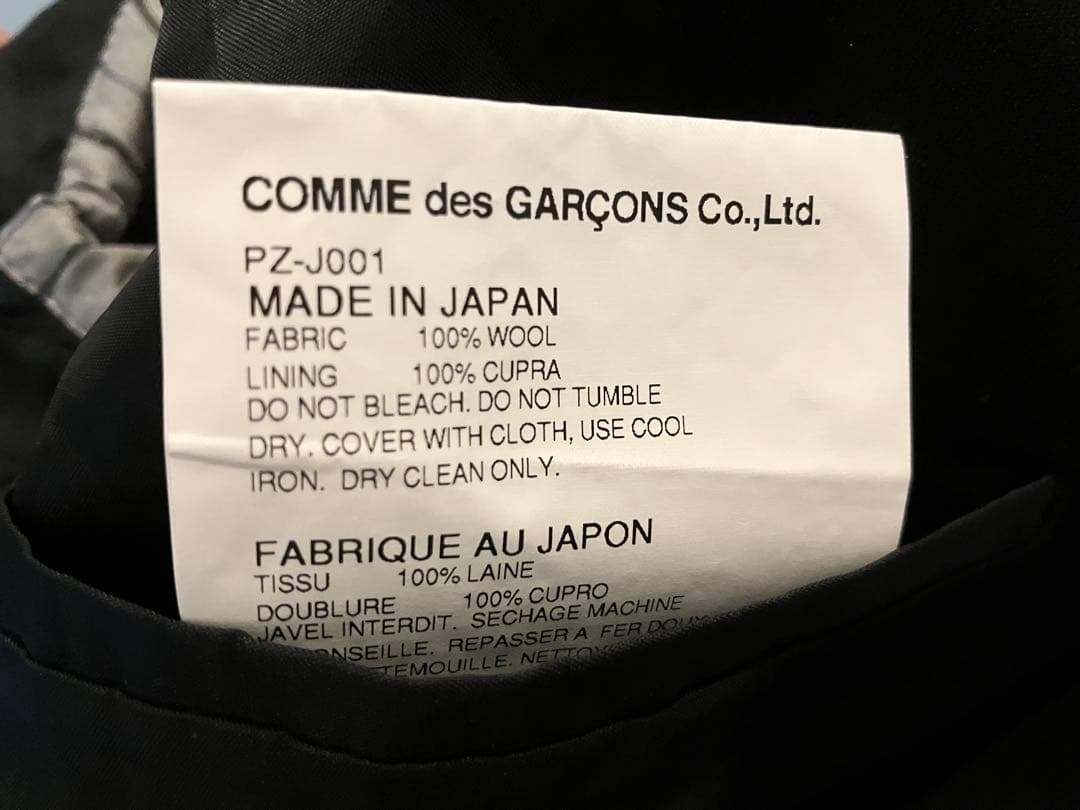 COMME des GARÇONS Co.,Ltd.
PZ-J001
MADE IN JAPAN
FABRIC 100% WOOL
LINING 100% CUPRA
DO NOT BLEACH. DO NOT TUMBLE
DRY. COVER WITH CLOTH, USE COOL
IRON. DRY CLEAN ONLY.
FABRIQUE AU JAPON
TISSU 100% LAINE
DOUBLURE 100% CUPRO
JAVEL INTERDIT. SECHAGE MACHINE
REPASSER A FER